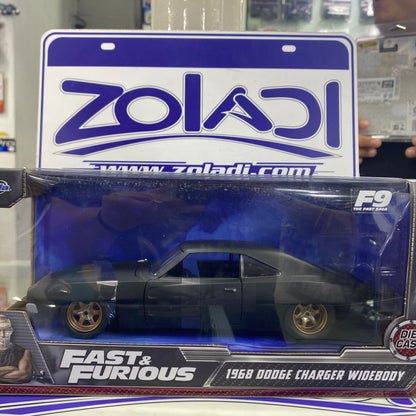 ZOLADI
www.zoladi.com
F9
THE FAST SAGA
FAST &
FURIOUS
1968 DODGE CHARGER WIDEBODY
DIE
CAST